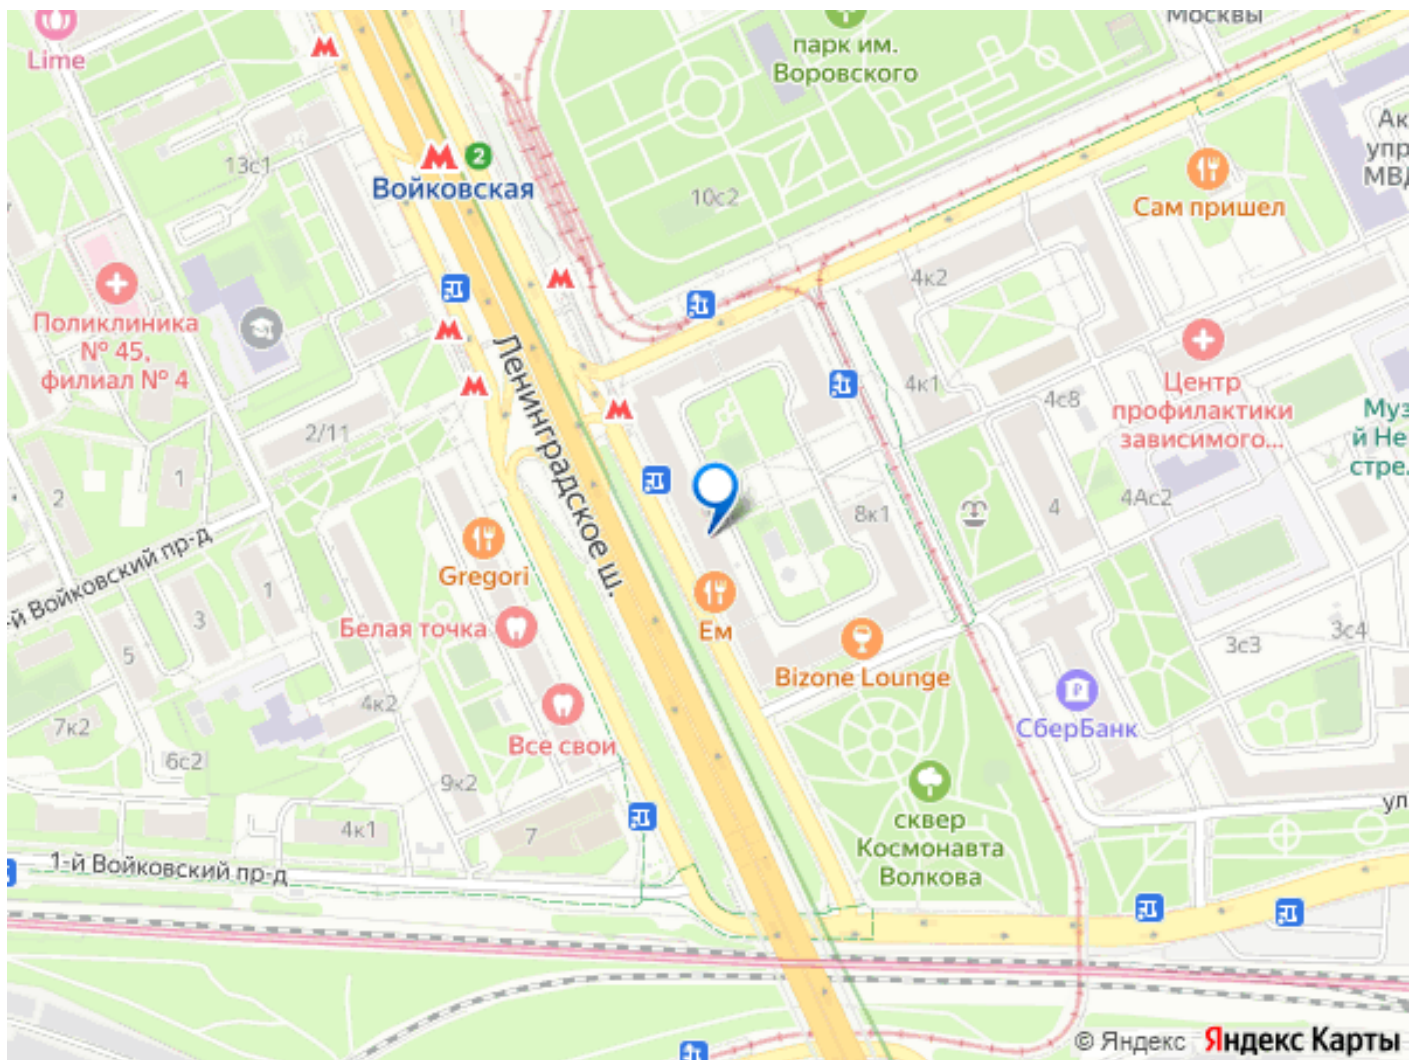 Lime
Москвы
парк им.
Воровского
13с1
2
Войковская
10с2
Ак
упр
МВД
Сам пришел
4к2
Поликлиника
№ 45,
филиал № 4
Ленинградское ш.
4к1
4с8
Центр
профилактики
зависимого...
Муз
й Не
стре.
2/11
1
2
8к1
4
4Ас2
Gregori
-й Войковский пр-д
1
3
5
Белая точка
Ем
Bizone Lounge
3с3
3с4
4к2
7к2
6с2
Все свои
9к2
СберБанк
7
4к1
сквер
Космонавта
Волкова
ул
1-й Войковский пр-д
© Яндекс Яндекс Карты